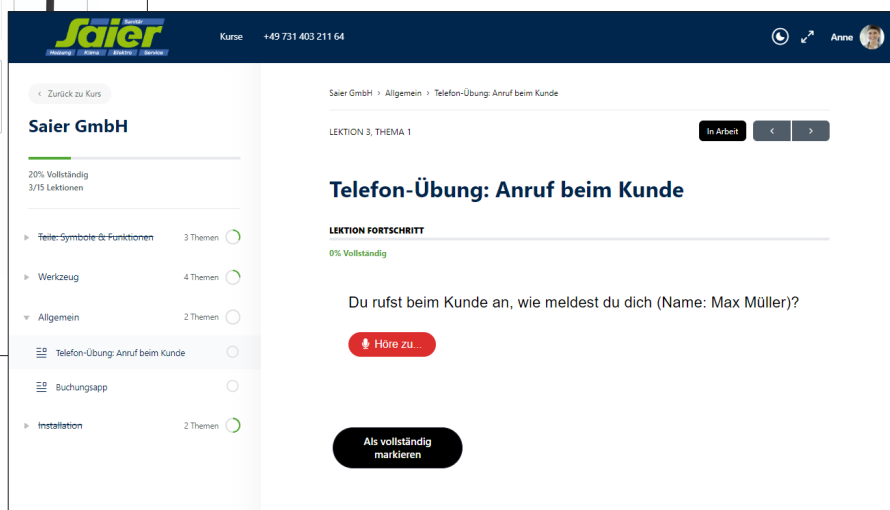 Sanitär
Saier
Heizung Klima Elektro Service
Kurse
+49 731 403 211 64
Anne
Zurück zu Kurs
Saier GmbH
20% Vollständig
3/15 Lektionen
Teile: Symbole & Funktionen
3 Themen
Werkzeug
4 Themen
Allgemein
2 Themen
Telefon-Übung: Anruf beim Kunde
Buchungsapp
Installation
2 Themen
Saier GmbH > Allgemein > Telefon-Übung: Anruf beim Kunde
LEKTION 3, THEMA 1
In Arbeit
Telefon-Übung: Anruf beim Kunde
LEKTION FORTSCHRITT
0% Vollständig
Du rufst beim Kunde an, wie meldest du dich (Name: Max Müller)?
Höre zu...
Als vollständig
markieren